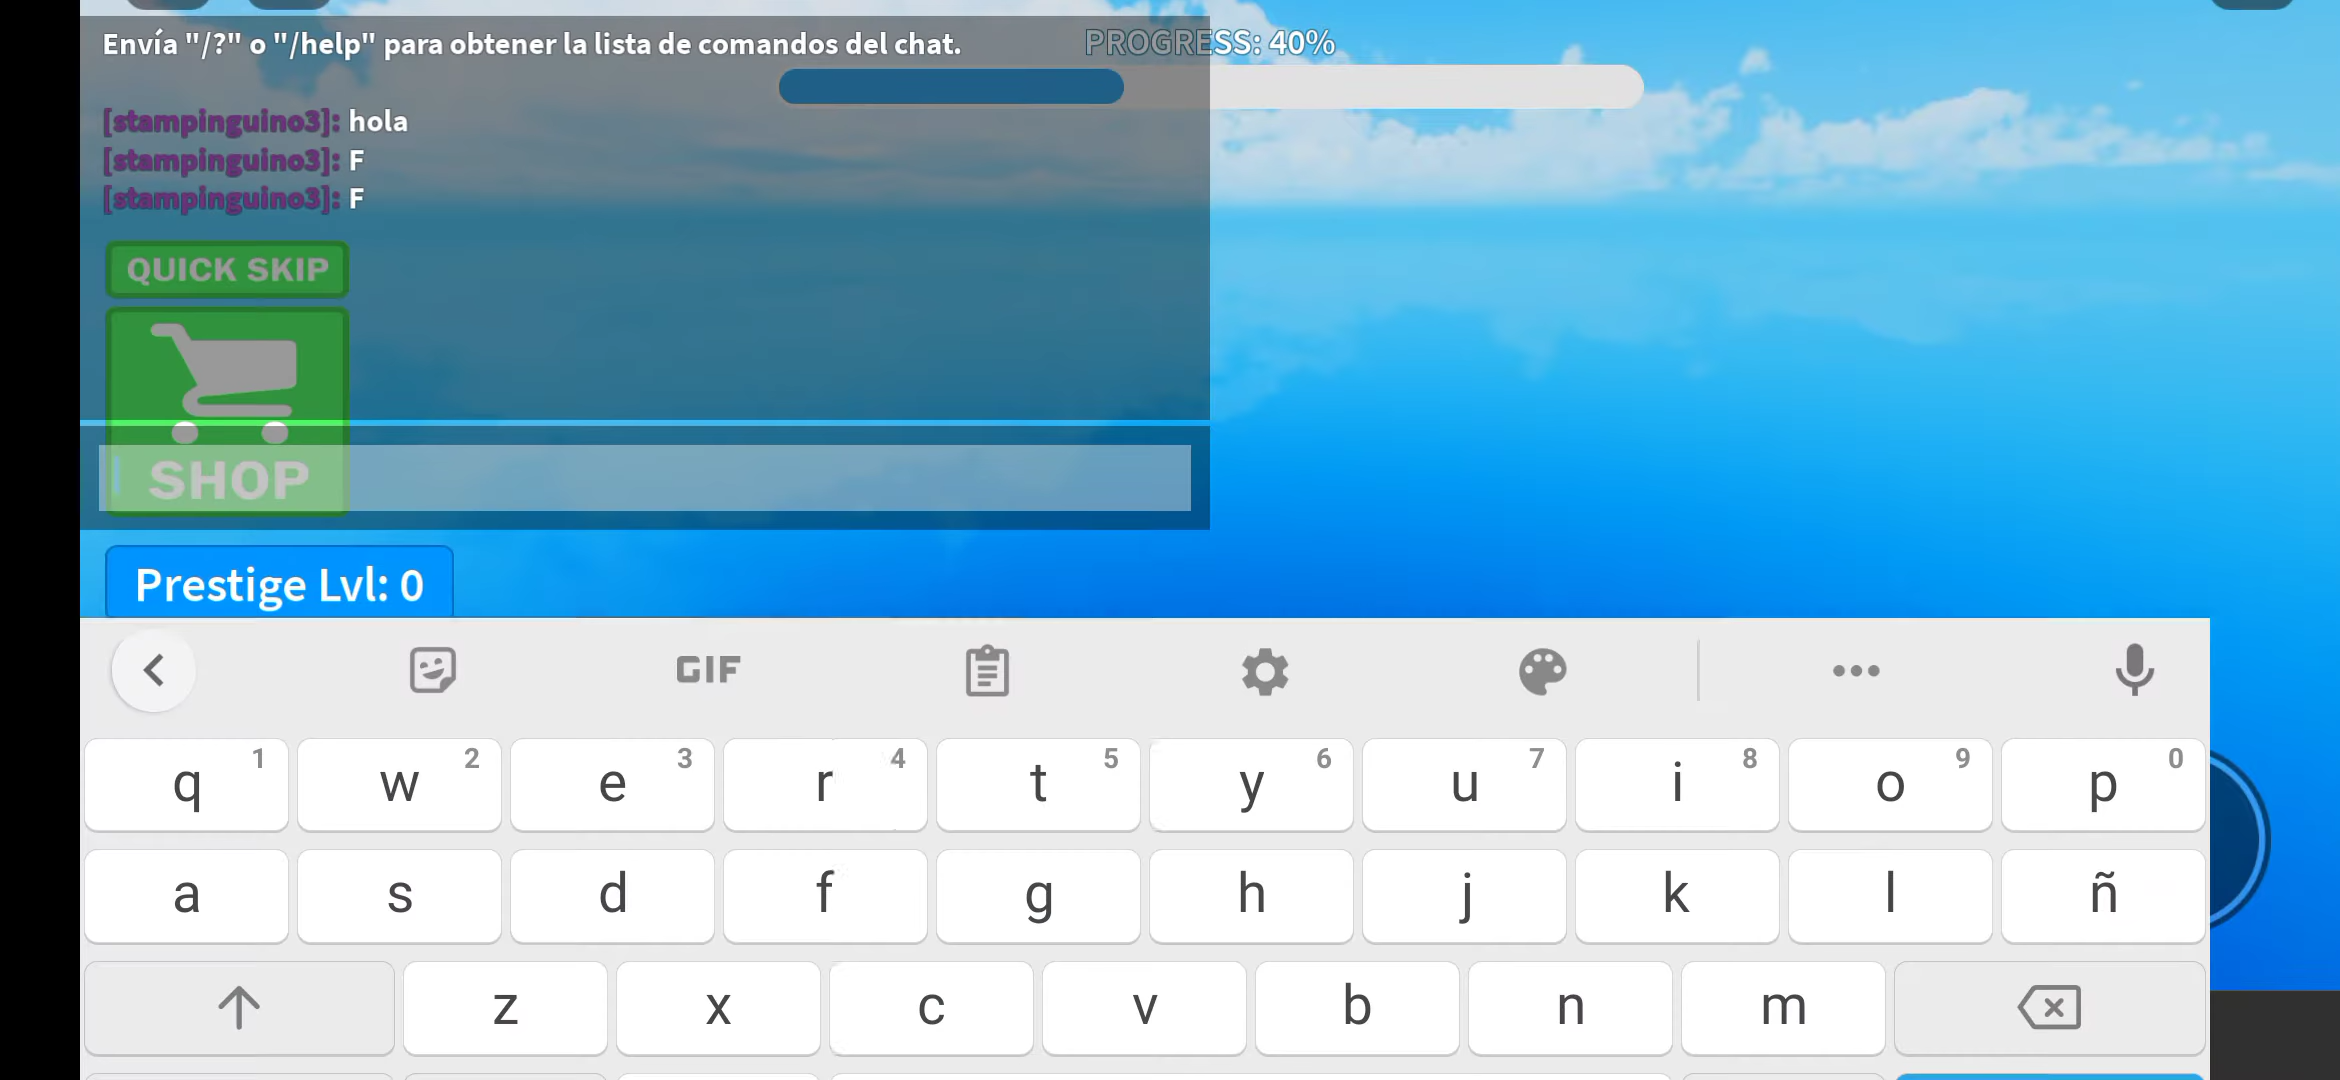 Envía "/?" o "/help" para obtener la lista de comandos del chat.
PROGRESS: 40%
[stampinguino3]: hola
[stampinguino3]: F
[stampinguino3]: F
QUICK SKIP
SHOP
Prestige Lvl: 0
GIF
q 1 w 2 e 3 r 4 t 5 y 6 u 7 i 8 o 9 p 0
a s d f g h j k l ñ
z x c v b n m